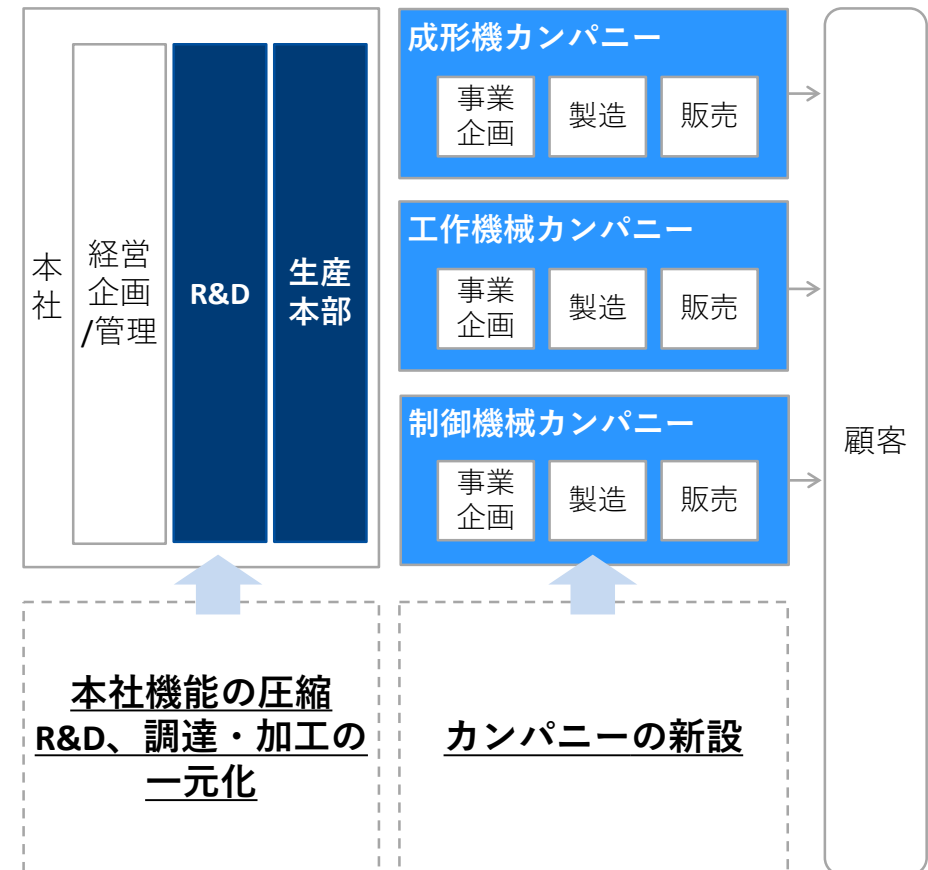 本
社
経営
企画
/管理
R&D
生産
本部
成形機カンパニー
事業
企画
製造
販売
工作機械カンパニー
事業
企画
製造
販売
制御機械カンパニー
事業
企画
製造
販売
顧客
本社機能の圧縮
R&D、調達・加工の
一元化
カンパニーの新設